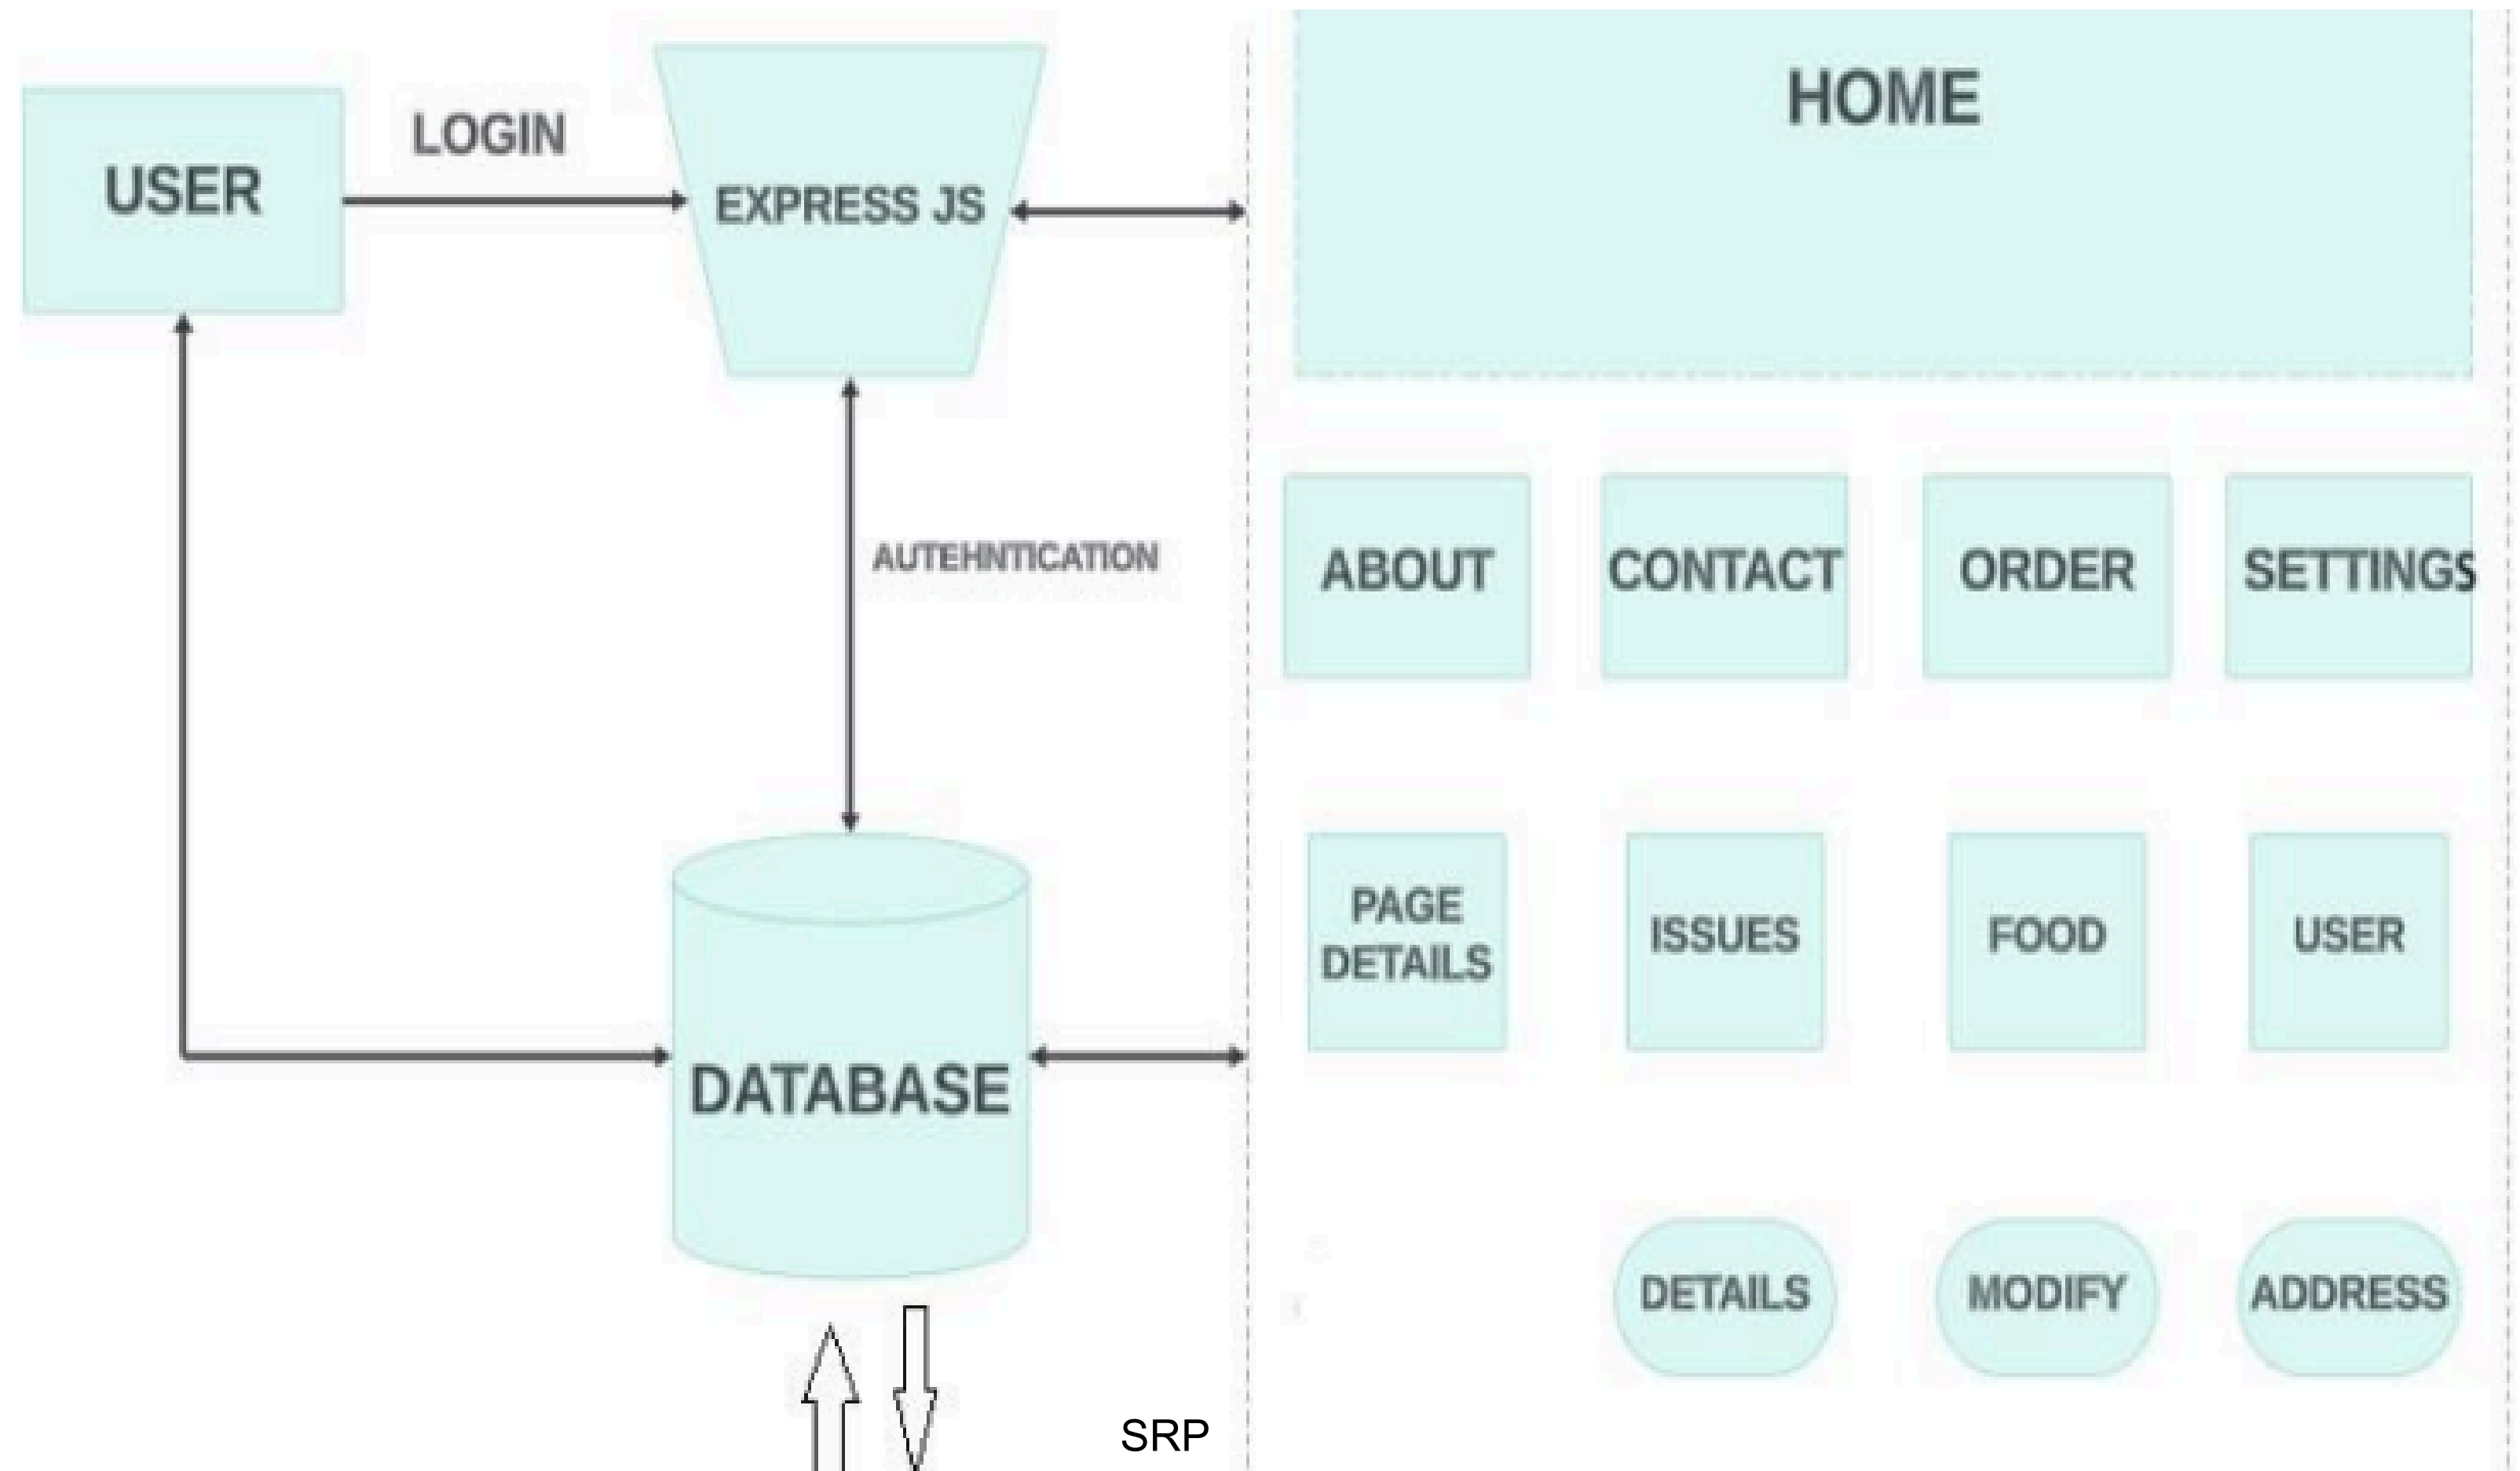 HOME
LOGIN
USER
EXPRESS JS
AUTEHNTICATION
ABOUT
CONTACT
ORDER
SETTINGS
PAGE
DETAILS
ISSUES
FOOD
USER
DATABASE
DETAILS
MODIFY
ADDRESS
SRP